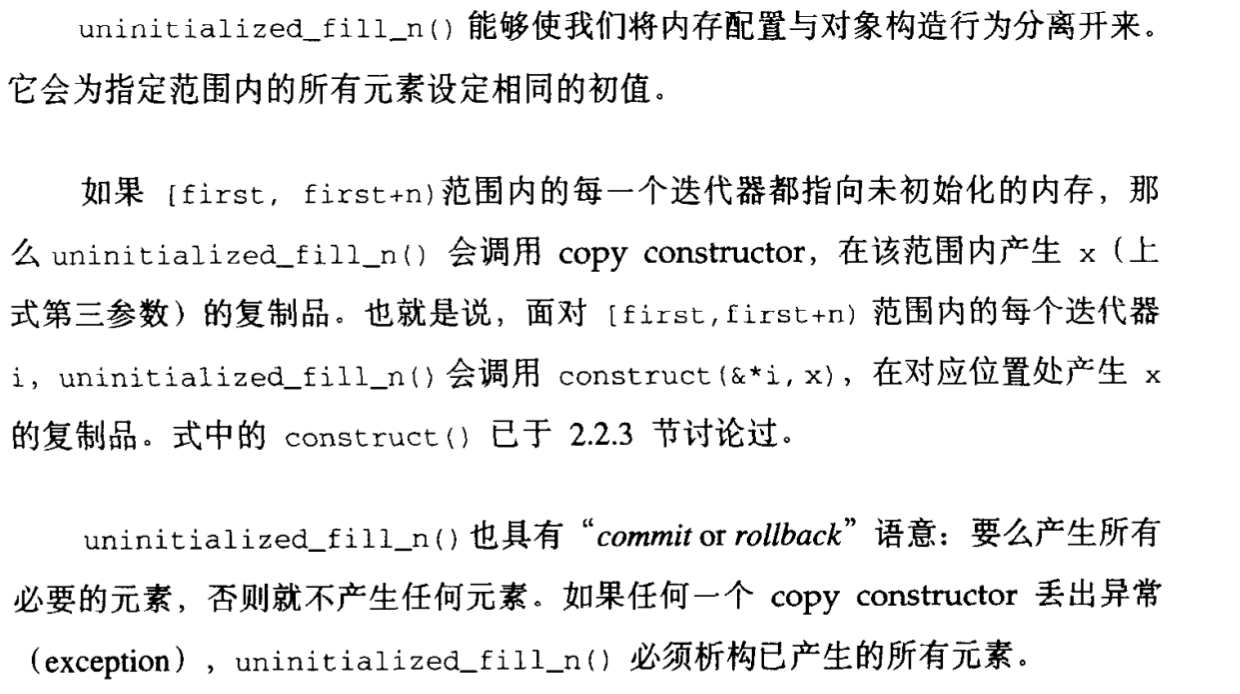 uninitialized_fill_n() 能够使我们将内存配置与对象构造行为分离开来。
它会为指定范围内的所有元素设定相同的初值。
如果 [first, first+n)范围内的每一个迭代器都指向未初始化的内存，那
么 uninitialized_fill_n() 会调用 copy constructor，在该范围内产生 x（上
式第三参数）的复制品。也就是说，面对 [first,first+n) 范围内的每个迭代器
i，uninitialized_fill_n() 会调用 construct(&*i, x)，在对应位置处产生 x
的复制品。式中的 construct() 已于 2.2.3 节讨论过。
uninitialized_fill_n() 也具有“commit or rollback”语意：要么产生所有
必要的元素，否则就不产生任何元素。如果任何一个 copy constructor 丢出异常
（exception），uninitialized_fill_n() 必须析构已产生的所有元素。